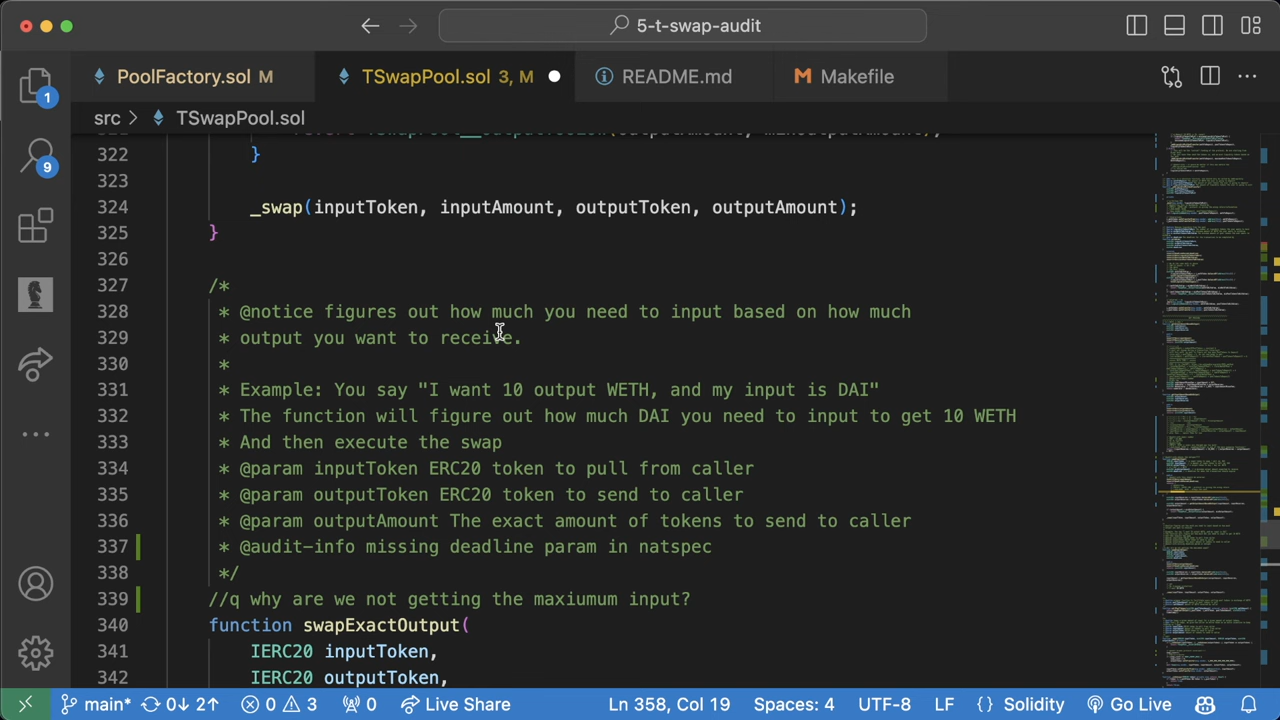 5-t-swap-audit
PoolFactory.sol M
TSwapPool.sol 3, M
README.md
Makefile
src > TSwapPool.sol
1
9
322 }
323
324 _swap(inputToken, inputAmount, outputToken, outputAmount);
325 }
326
327 /*
328 * @notice figures out how much you need to input based on how much
329 * output you want to receive.
330 *
331 * Example: You say "I want 10 output WETH, and my input is DAI"
332 * The function will figure out how much DAI you need to input to get 10 WETH
333 * And then execute the swap
334 * @param inputToken ERC20 token to pull from caller
335 * @param outputToken ERC20 token to send to caller
336 * @param outputAmount The exact amount of tokens to send to caller
337 * @audit-info missing deadline param in natspec
338 */
339 // why are we not getting a maxiumum input?
340 function swapExactOutput(
341 IERC20 inputToken,
342 IERC20 outputToken,
main* 0↓ 2↑ 0 3 0 Live Share Ln 358, Col 19 Spaces: 4 UTF-8 LF {} Solidity Go Live